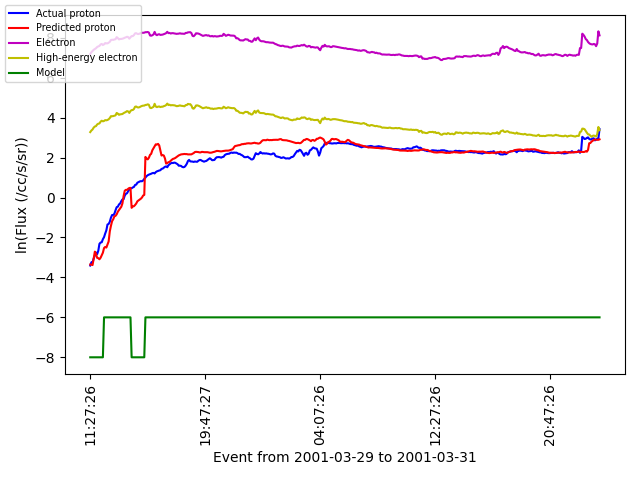 Actual proton
Predicted proton
Electron
High-energy electron
Model
8
6
4
2
0
−2
−4
−6
−8
ln(Flux (/cc/s/sr))
11:27:26
19:47:27
04:07:26
12:27:26
20:47:26
Event from 2001-03-29 to 2001-03-31